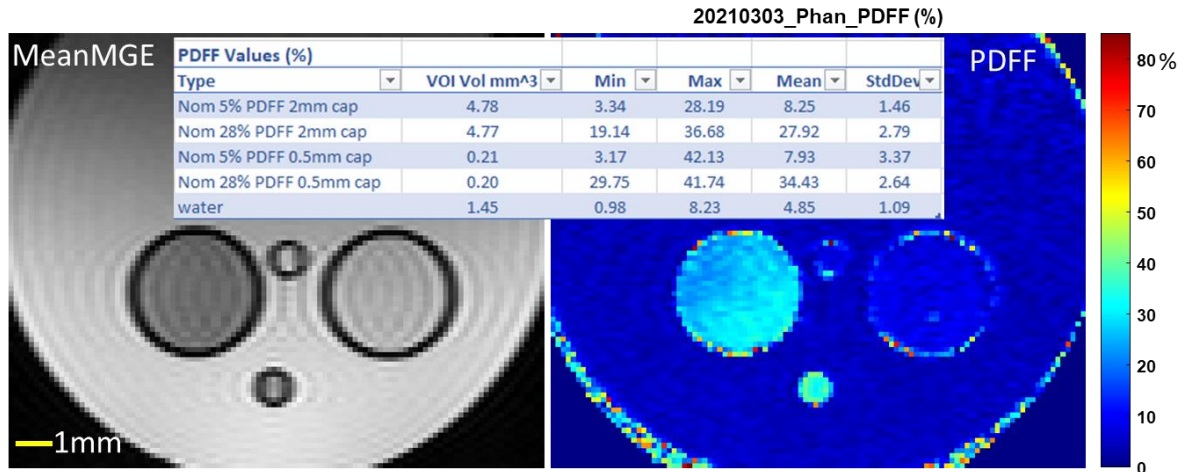 20210303_Phan_PDFF (%)
MeanMGE
PDFF Values (%)
Type VOI Vol mm^3 Min Max Mean StdDev
Nom 5% PDFF 2mm cap 4.78 3.34 28.19 8.25 1.46
Nom 28% PDFF 2mm cap 4.77 19.14 36.68 27.92 2.79
Nom 5% PDFF 0.5mm cap 0.21 3.17 42.13 7.93 3.37
Nom 28% PDFF 0.5mm cap 0.20 29.75 41.74 34.43 2.64
water 1.45 0.98 8.23 4.85 1.09
1mm
PDFF
80%
70
60
50
40
30
20
10
0